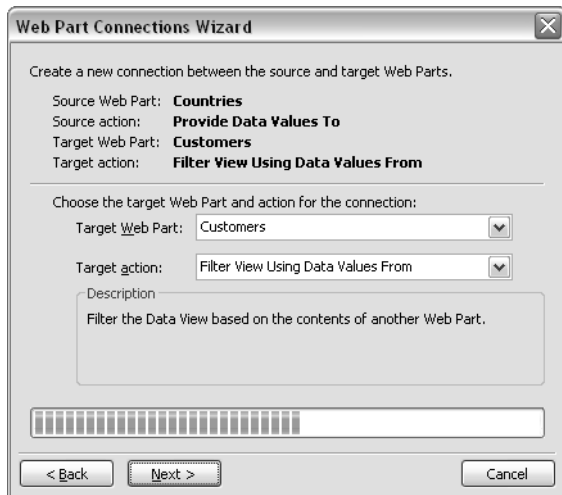 Web Part Connections Wizard
Create a new connection between the source and target Web Parts.
Source Web Part: Countries
Source action: Provide Data Values To
Target Web Part: Customers
Target action: Filter View Using Data Values From
Choose the target Web Part and action for the connection:
Target Web Part: Customers
Target action: Filter View Using Data Values From
Description
Filter the Data View based on the contents of another Web Part.
< Back Next > Cancel